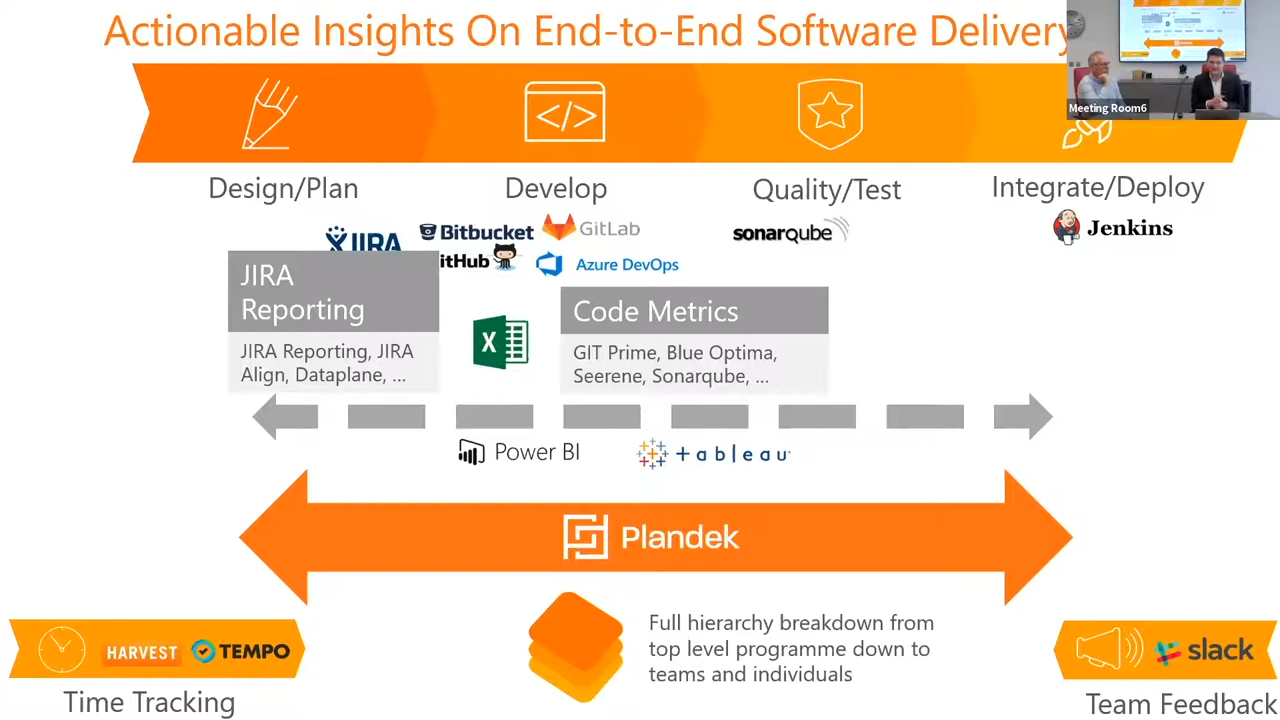 Actionable Insights On End-to-End Software Delivery
Meeting Room6
Design/Plan
Develop
Quality/Test
Integrate/Deploy
JIRA
Bitbucket
GitLab
sonarqube
Jenkins
itHub
Azure DevOps
JIRA
Reporting
JIRA Reporting, JIRA
Align, Dataplane, ...
X
Code Metrics
GIT Prime, Blue Optima,
Seerene, Sonarqube, ...
Power BI
+ableau
Plandek
Full hierarchy breakdown from
top level programme down to
teams and individuals
HARVEST
TEMPO
Time Tracking
slack
Team Feedback